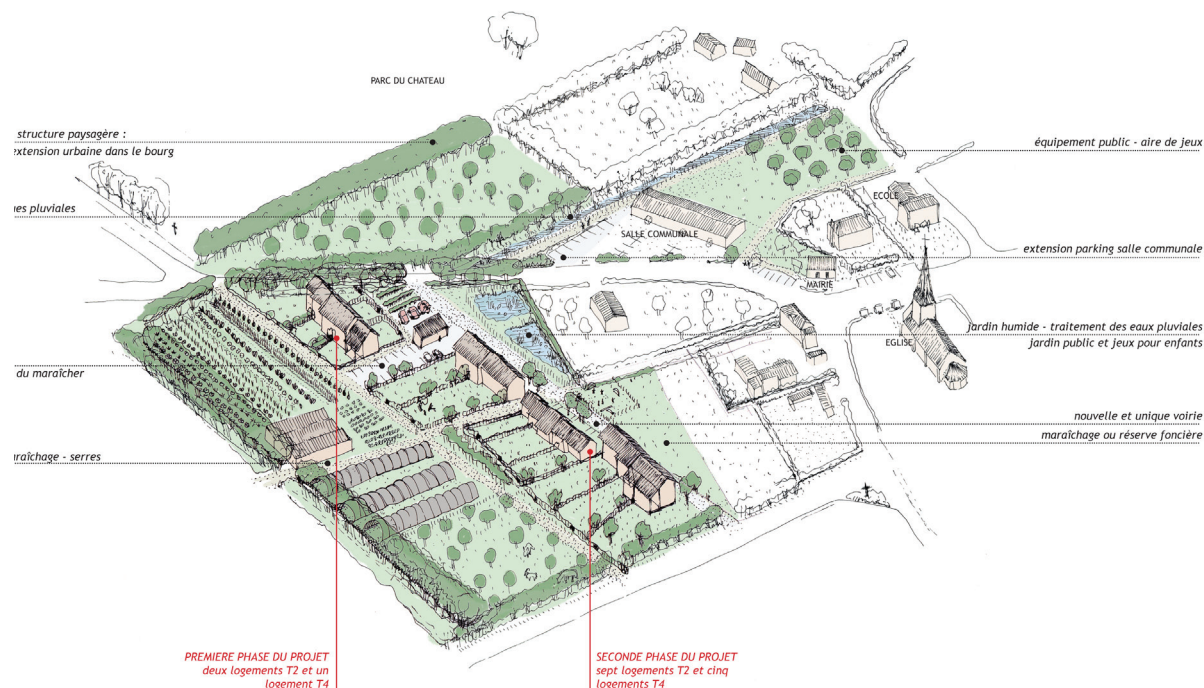 PARC DU CHATEAU
structure paysagère :
extension urbaine dans le bourg
équipement public - aire de jeux
ECOLE
pluviales
SALLE COMMUNALE
extension parking salle communale
MAIRIE
jardin humide - traitement des eaux pluviales
EGLISE
jardin public et jeux pour enfants
du maraîcher
nouvelle et unique voirie
maraîchage ou réserve foncière
- serres
PREMIERE PHASE DU PROJET
deux logements T2 et un
logement T4
SECONDE PHASE DU PROJET
sept logements T2 et cinq
logements T4